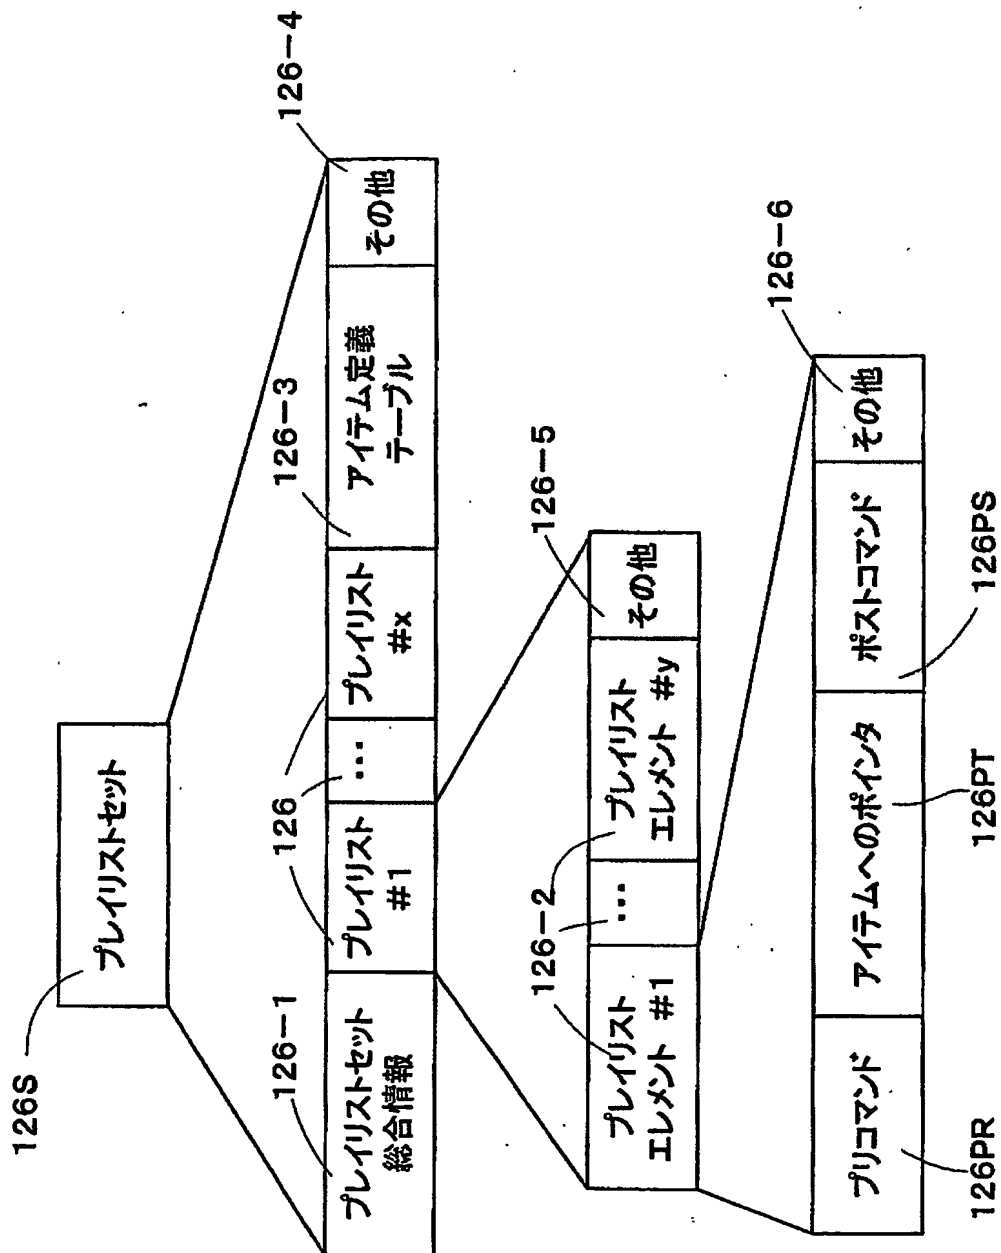 126S
プレイリストセット
126-1
126
126-3
126-4
プレイリストセット
総合情報
プレイリスト
#1
...
プレイリスト
#x
アイテム定義
テーブル
その他
126-2
126-5
プレイリスト
エレメント #1
...
プレイリスト
エレメント #y
その他
126-6
プリコマンド
アイテムへのポインタ
ポストコマンド
その他
126PR
126PT
126PS